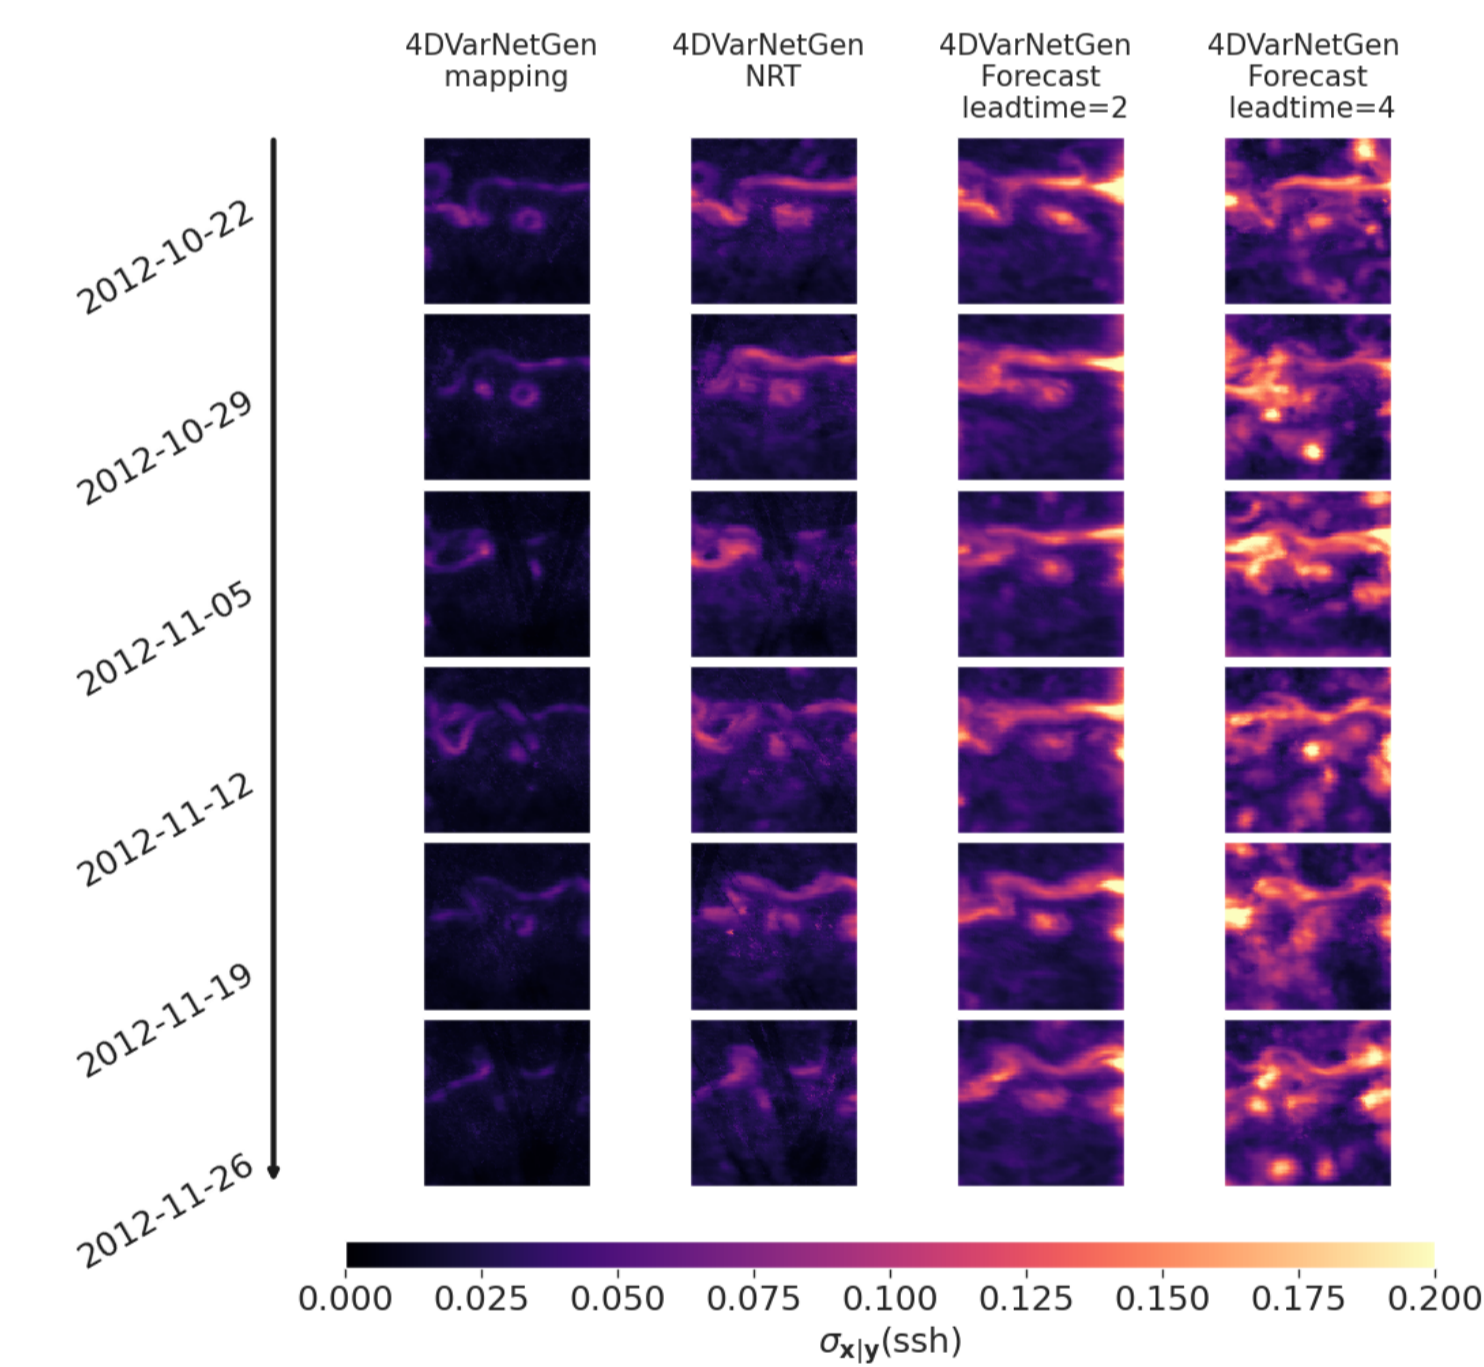 4DVarNetGen
mapping
4DVarNetGen
NRT
4DVarNetGen
Forecast
leadtime=2
4DVarNetGen
Forecast
leadtime=4
2012-10-22
2012-10-29
2012-11-05
2012-11-12
2012-11-19
2012-11-26
0.000 0.025 0.050 0.075 0.100 0.125 0.150 0.175 0.200
σx|y(ssh)